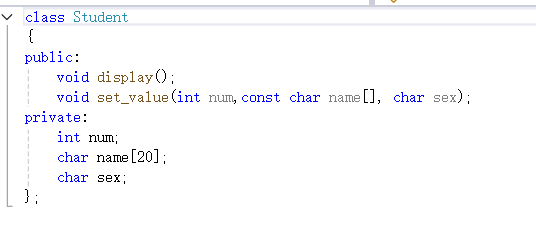 class Student
{
public:
void display();
void set_value(int num,const char name[], char sex);
private:
int num;
char name[20];
char sex;
};